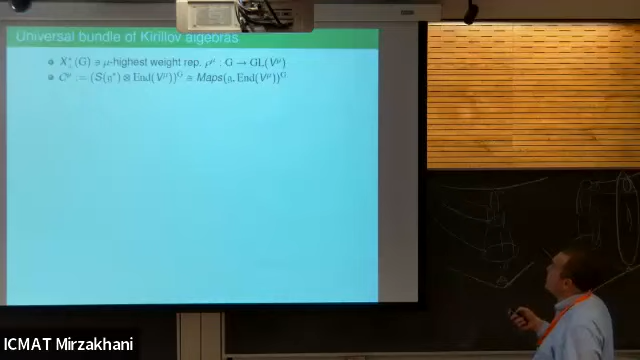 Universal bundle of Kirillov algebras
X₊*(G) ∋ μ-highest weight rep. ρ^μ : G → GL(V^μ)
C^μ := (S(𝔤*) ⊗ End(V^μ))^G ≅ Maps(𝔤, End(V^μ))^G
ICMAT Mirzakhani